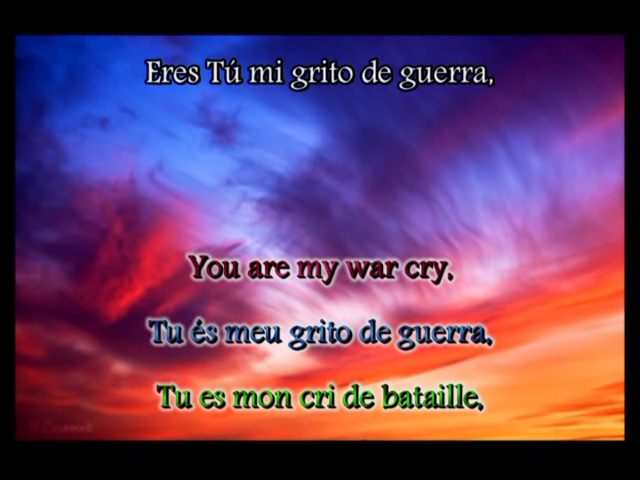 Eres Tú mi grito de guerra,
You are my war cry,
Tu és meu grito de guerra,
Tu es mon cri de bataille,